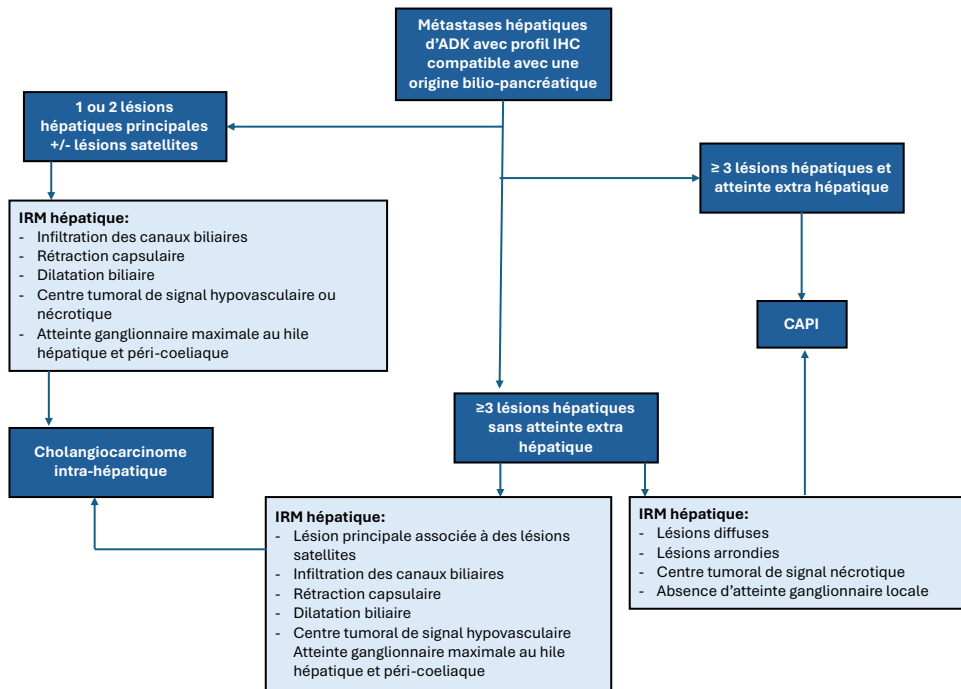 Métastases hépatiques
d’ADK avec profil IHC
compatible avec une
origine bilio-pancréatique
1 ou 2 lésions
hépatiques principales
+/- lésions satellites
≥ 3 lésions hépatiques et
atteinte extra hépatique
IRM hépatique:
- Infiltration des canaux biliaires
- Rétraction capsulaire
- Dilatation biliaire
- Centre tumoral de signal hypovasculaire ou
nécrotique
- Atteinte ganglionnaire maximale au hile
hépatique et péri-coeliaque
CAPI
≥3 lésions hépatiques
sans atteinte extra
hépatique
Cholangiocarcinome
intra-hépatique
IRM hépatique:
- Lésion principale associée à des lésions
satellites
- Infiltration des canaux biliaires
- Rétraction capsulaire
- Dilatation biliaire
- Centre tumoral de signal hypovasculaire
Atteinte ganglionnaire maximale au hile
hépatique et péri-coeliaque
IRM hépatique:
- Lésions diffuses
- Lésions arrondies
- Centre tumoral de signal nécrotique
- Absence d’atteinte ganglionnaire locale